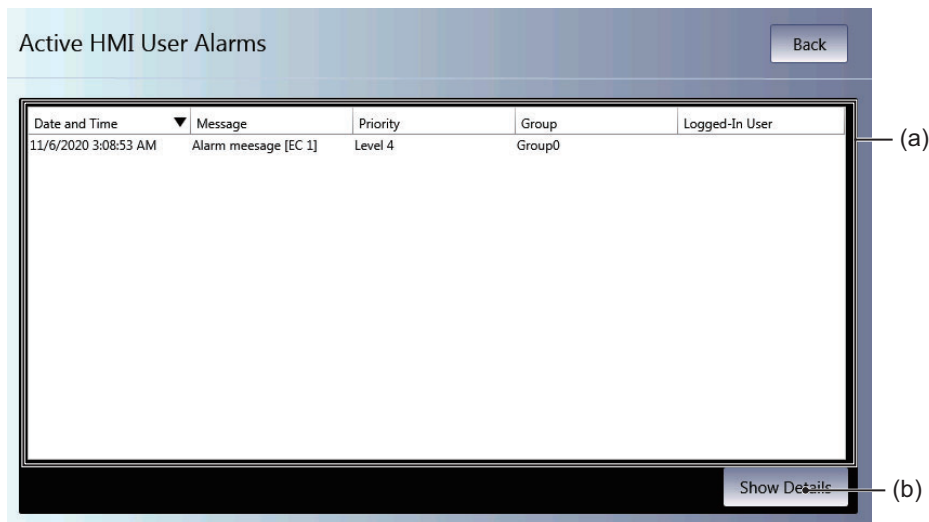 Active HMI User Alarms
Back
Date and Time ▼ Message Priority Group Logged-In User
11/6/2020 3:08:53 AM Alarm meesage [EC 1] Level 4 Group0
(a)
Show Details
(b)